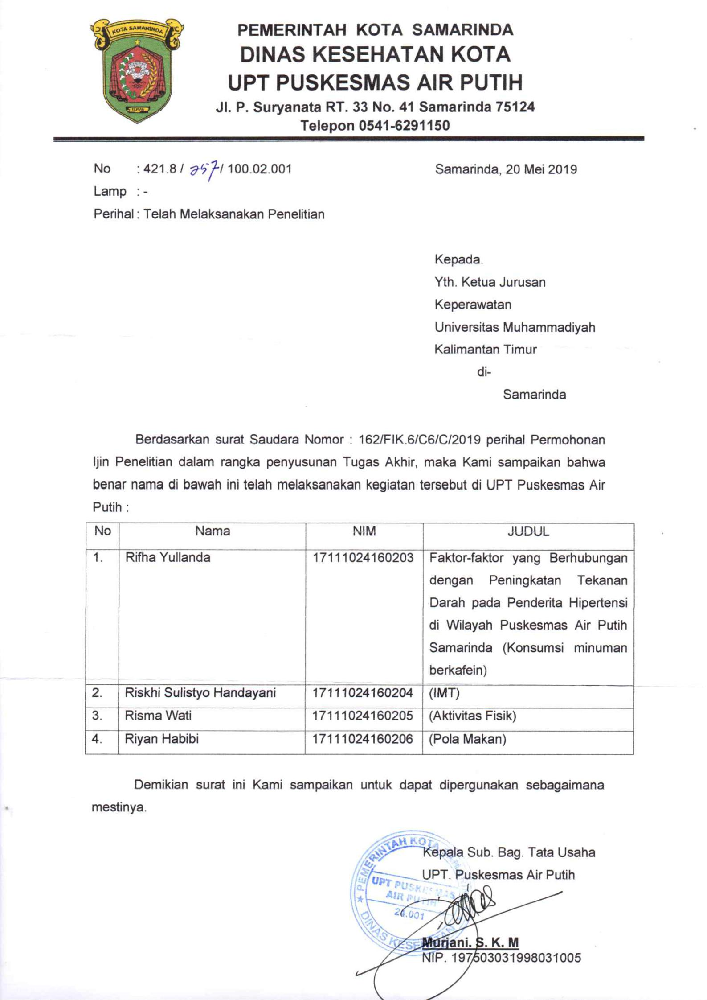 KOTA SAMARINDA
PEMERINTAH KOTA SAMARINDA
DINAS KESEHATAN KOTA
UPT PUSKESMAS AIR PUTIH
Jl. P. Suryanata RT. 33 No. 41 Samarinda 75124
Telepon 0541-6291150
No : 421.8 / 257 / 100.02.001 Samarinda, 20 Mei 2019
Lamp : -
Perihal : Telah Melaksanakan Penelitian
Kepada.
Yth. Ketua Jurusan
Keperawatan
Universitas Muhammadiyah
Kalimantan Timur
di-
Samarinda
Berdasarkan surat Saudara Nomor : 162/FIK.6/C6/C/2019 perihal Permohonan
Ijin Penelitian dalam rangka penyusunan Tugas Akhir, maka Kami sampaikan bahwa
benar nama di bawah ini telah melaksanakan kegiatan tersebut di UPT Puskesmas Air
Putih :
No Nama NIM JUDUL
1. Rifha Yullanda 17111024160203 Faktor-faktor yang Berhubungan
dengan Peningkatan Tekanan
Darah pada Penderita Hipertensi
di Wilayah Puskesmas Air Putih
Samarinda (Konsumsi minuman
berkafein)
2. Riskhi Sulistyo Handayani 17111024160204 (IMT)
3. Risma Wati 17111024160205 (Aktivitas Fisik)
4. Riyan Habibi 17111024160206 (Pola Makan)
Demikian surat ini Kami sampaikan untuk dapat dipergunakan sebagaimana
mestinya.
Kepala Sub. Bag. Tata Usaha
UPT. Puskesmas Air Putih
PEMERINTAH KOTA
UPT PUSKESMAS
AIR PUTIH
24.001
DINAS KESEHATAN
Murjani. S. K. M
NIP. 197503031998031005